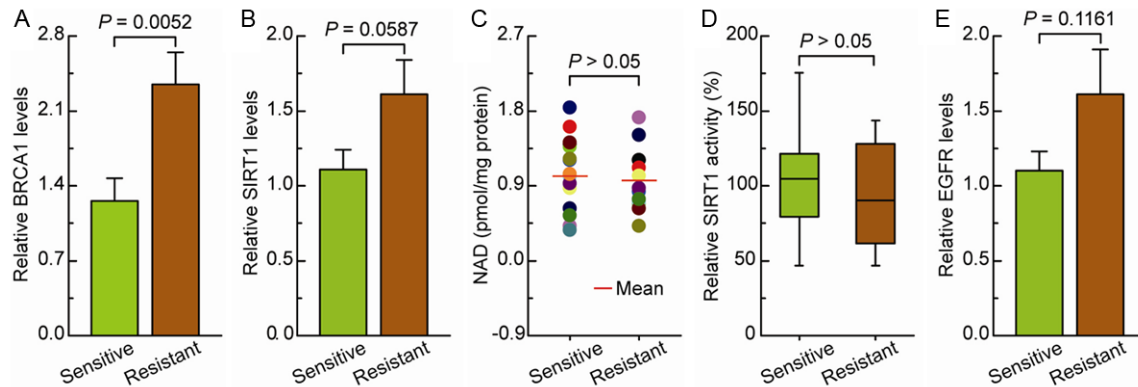 A
P = 0.0052
Relative BRCA1 levels
2.8
2.1
1.4
0.7
0.0
Sensitive
Resistant
B
P = 0.0587
Relative SIRT1 levels
2.0
1.5
1.0
0.5
0.0
Sensitive
Resistant
C
P > 0.05
NAD (pmol/mg protein)
2.7
1.8
0.9
0.0
-0.9
Mean
Sensitive
Resistant
D
P > 0.05
Relative SIRT1 activity (%)
200
150
100
50
0
Sensitive
Resistant
E
P = 0.1161
Relative EGFR levels
2.0
1.5
1.0
0.5
0.0
Sensitive
Resistant